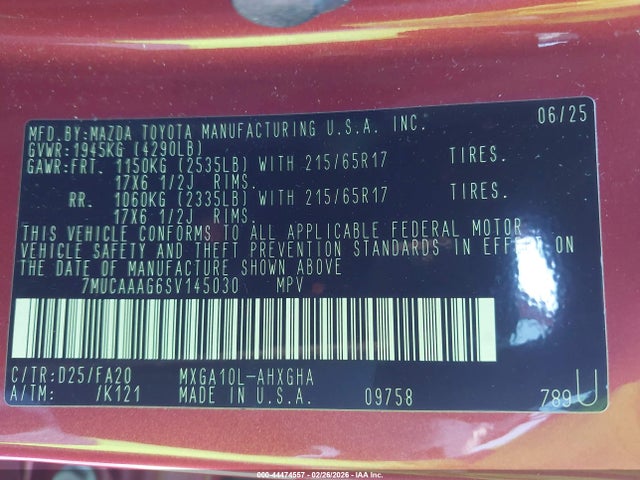 MFD.BY:MAZDA TOYOTA MANUFACTURING U.S.A. INC. 06/25
GVWR:1945KG (4290LB)
GAWR:FRT. 1150KG (2535LB) WITH 215/65R17 TIRES.
17X6 1/2J RIMS.
RR. 1060KG (2335LB) WITH 215/65R17 TIRES.
17X6 1/2J RIMS.
THIS VEHICLE CONFORMS TO ALL APPLICABLE FEDERAL MOTOR
VEHICLE SAFETY AND THEFT PREVENTION STANDARDS IN EFFECT ON
THE DATE OF MANUFACTURE SHOWN ABOVE
7MUCAAAG6SV145030 MPV
C/TR:D25/FA20 MXGA10L-AHXGHA
A/TM: /K121 MADE IN U.S.A. 09758 789U
000-44474557 | 02/26/2026 | IAA Inc.